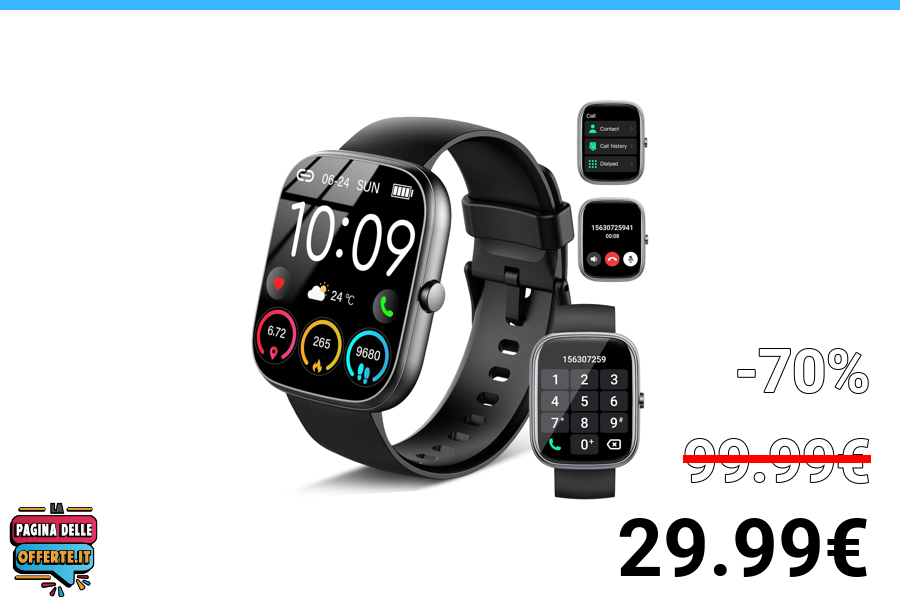 06-24 SUN
10:09
24 °C
6.72
265
9680
Call
Contact
Call history
Dialpad
15630725941
00:08
156307259
1 2 3
4 5 6
7* 8 9#
0+
-70%
99.99€
29.99€
LA
PAGINA DELLE
OFFERTE.IT